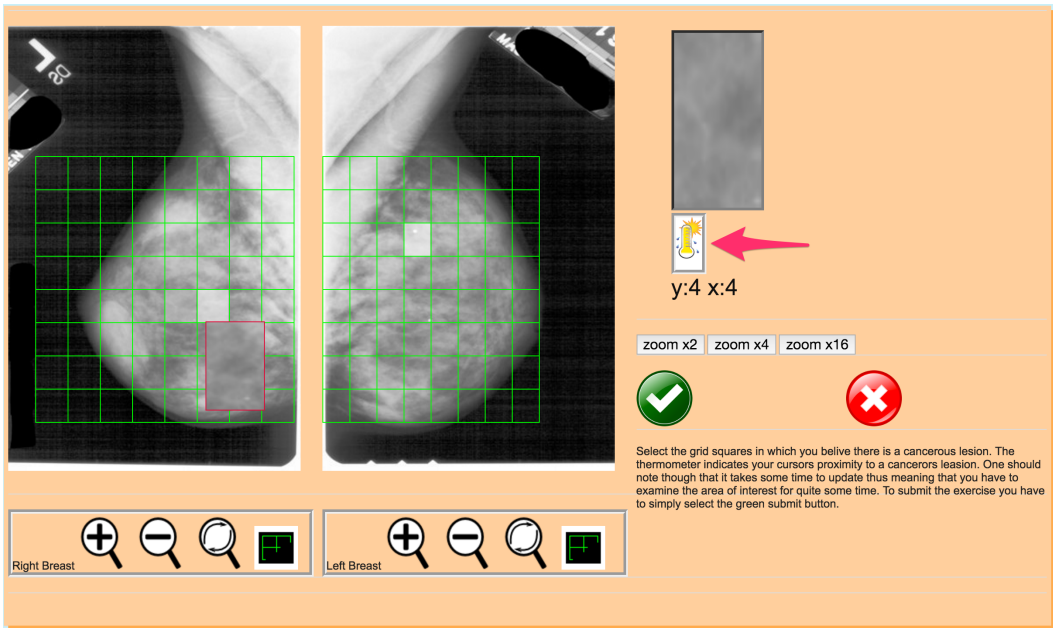 L
y:4 x:4
zoom x2 zoom x4 zoom x16
Select the grid squares in which you belive there is a cancerous lesion. The
thermometer indicates your cursors proximity to a cancerors leasion. One should
note though that it takes some time to update thus meaning that you have to
examine the area of interest for quite some time. To submit the exercise you have
to simply select the green submit button.
Right Breast
Left Breast